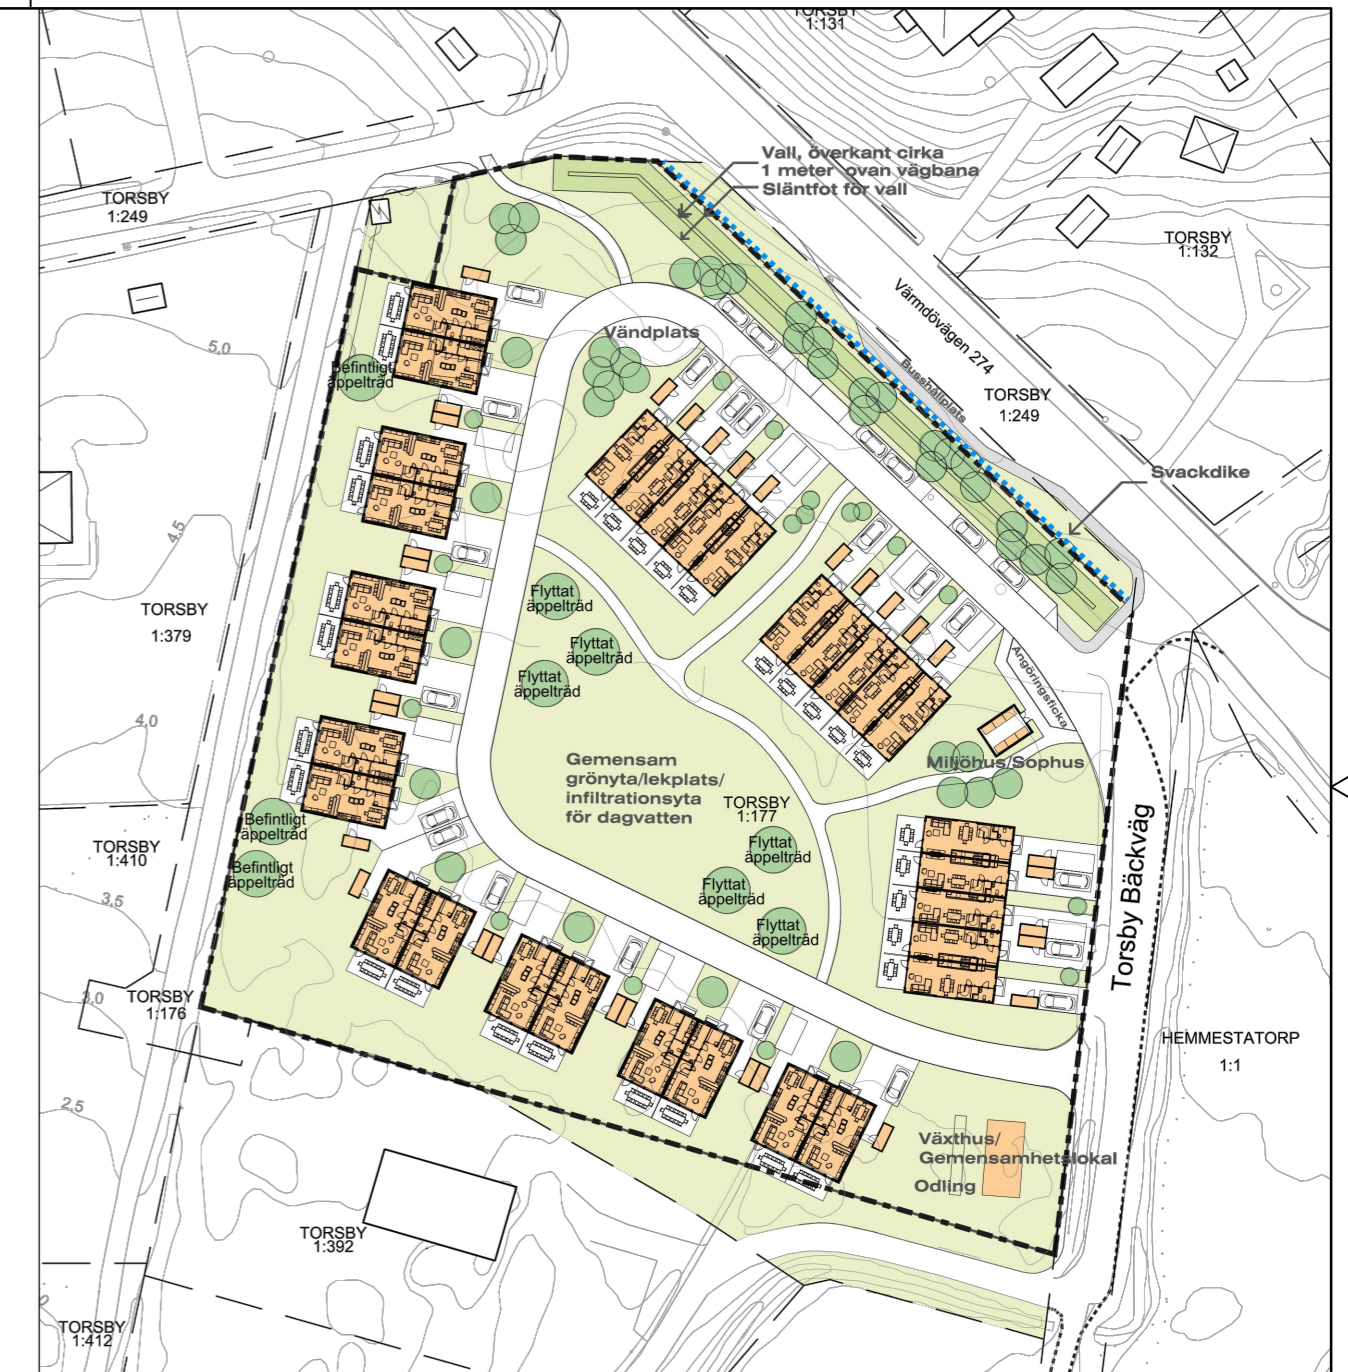 TORSBY
1:131
Vall, överkant cirka
1 meter ovan vägbana
Släntfot för vall
TORSBY
1:249
TORSBY
1:132
Värmdövägen 274
Vändplats
5,0
Befintligt
äppelträd
Busshållplats
TORSBY
1:249
Svackdike
4,5
TORSBY
1:379
Flyttat
äppelträd
Flyttat
äppelträd
Flyttat
äppelträd
Angöringsficka
4,0
Gemensam
grönyta/lekplats/
infiltrationsyta
för dagvatten
Miljöhus/Sophus
TORSBY
1:177
Torsby Bäckväg
Befintligt
äppelträd
Flyttat
äppelträd
TORSBY
1:410
Befintligt
äppelträd
Flyttat
äppelträd
3,5
Flyttat
äppelträd
3,0
TORSBY
1:176
HEMMESTATORP
1:1
2,5
Växthus/
Gemensamhetslokal
Odling
TORSBY
1:392
TORSBY
1:412